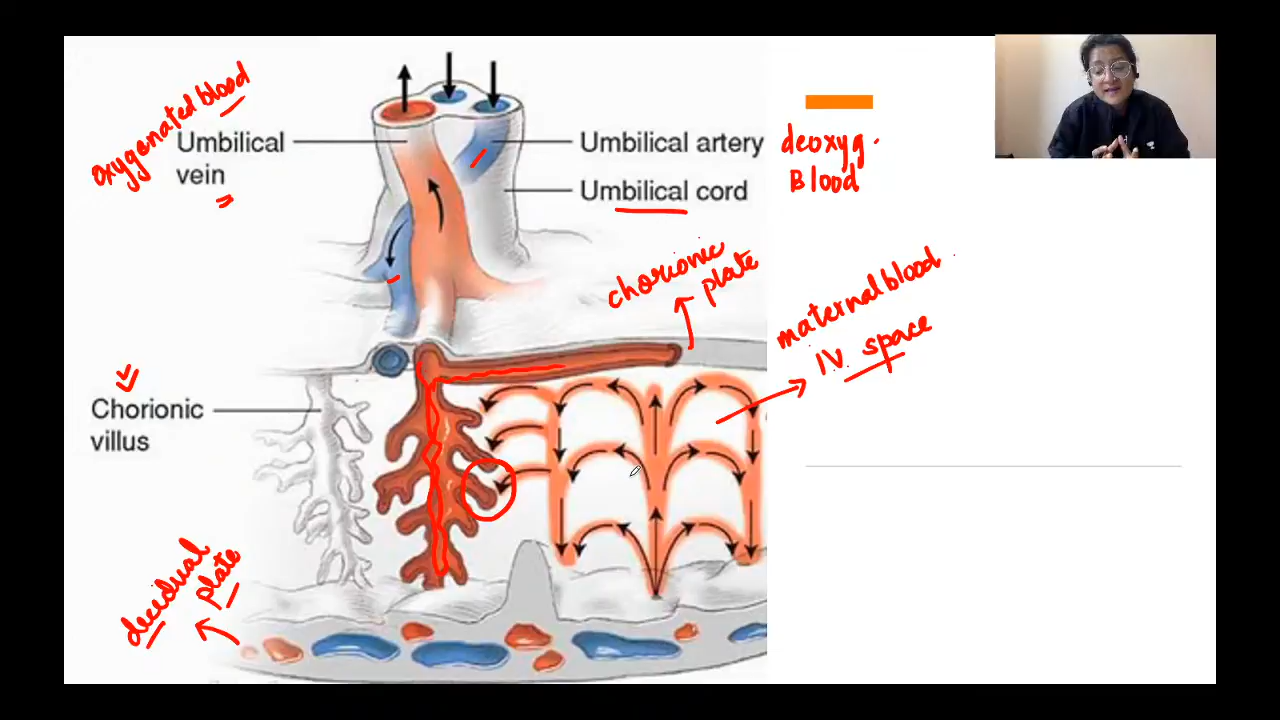 oxygenated blood
Umbilical
vein
Umbilical artery
Umbilical cord
deoxyg.
Blood
chorionic
plate
maternal blood
IV space
Chorionic
villus
decidual
plate